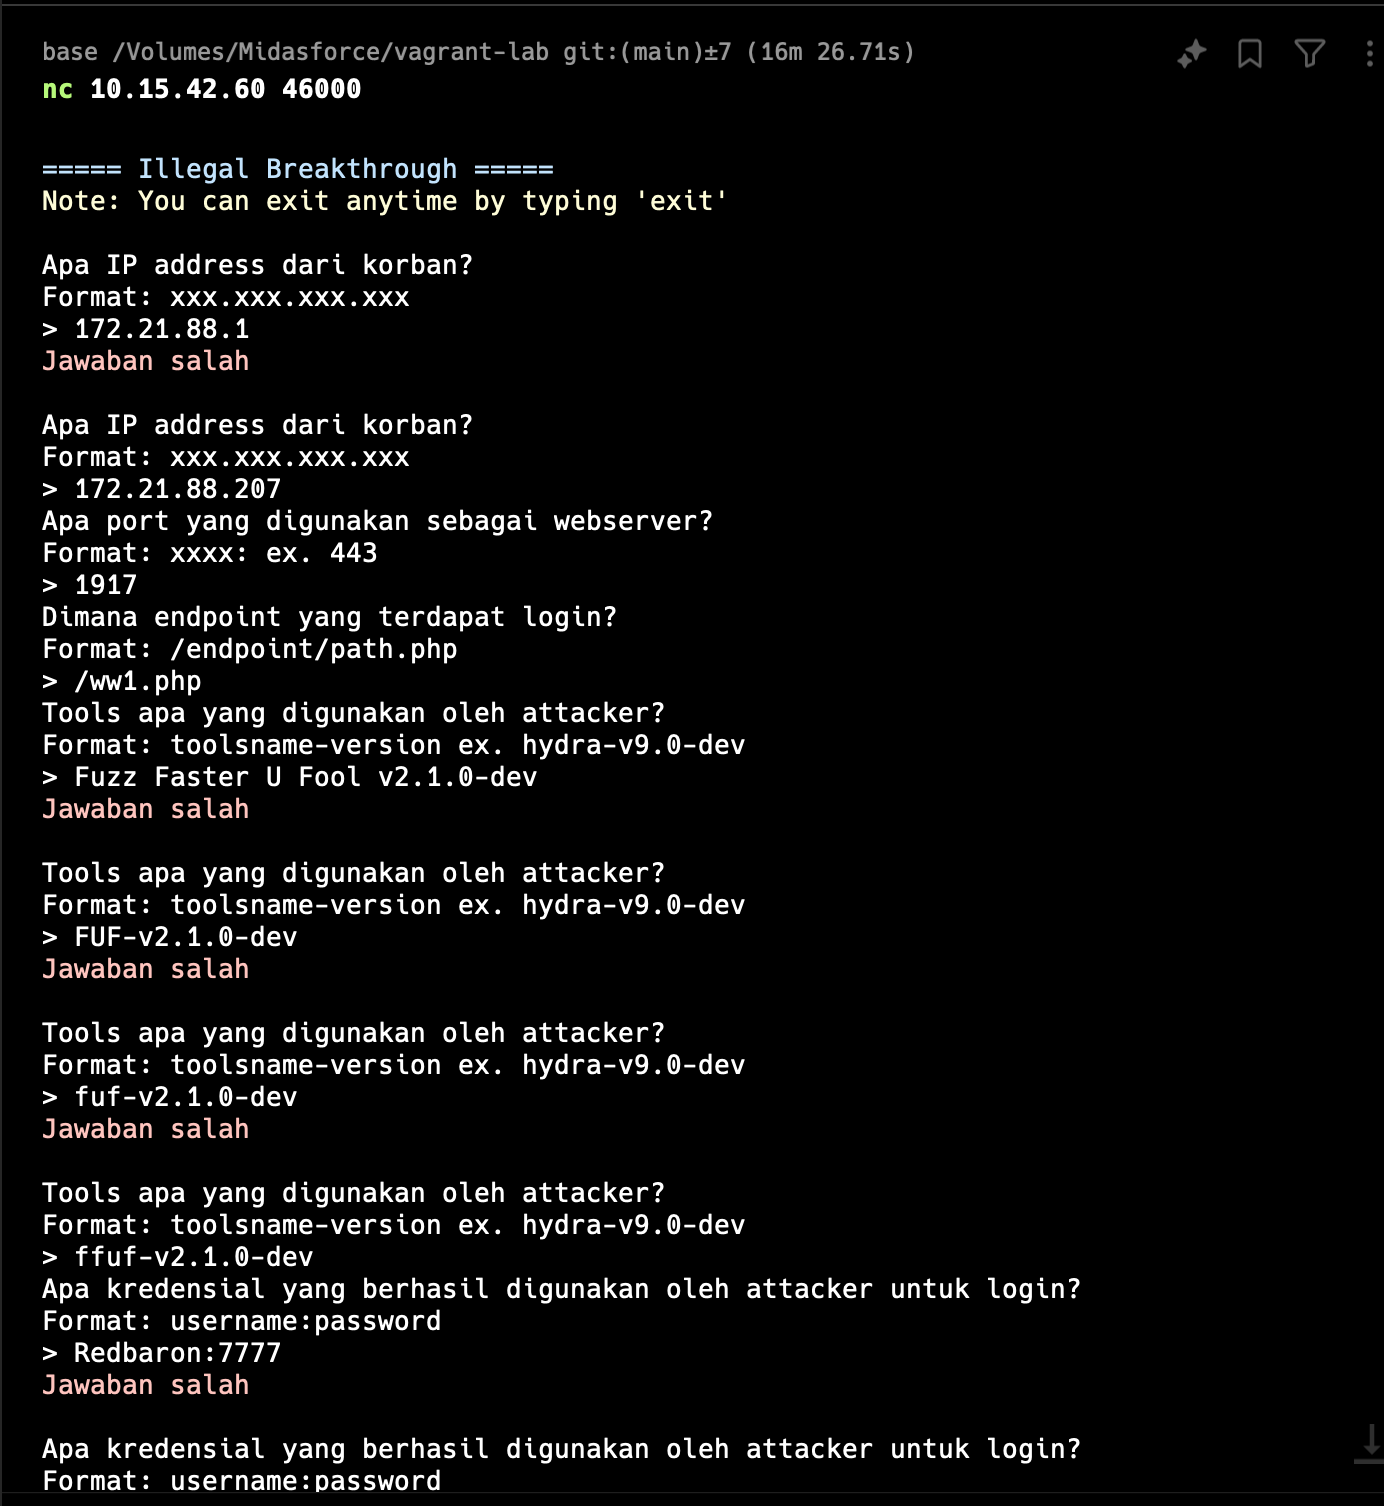 base /Volumes/Midasforce/vagrant-lab git:(main)±7 (16m 26.71s)
nc 10.15.42.60 46000
===== Illegal Breakthrough =====
Note: You can exit anytime by typing 'exit'
Apa IP address dari korban?
Format: xxx.xxx.xxx.xxx
> 172.21.88.1
Jawaban salah
Apa IP address dari korban?
Format: xxx.xxx.xxx.xxx
> 172.21.88.207
Apa port yang digunakan sebagai webserver?
Format: xxxx: ex. 443
> 1917
Dimana endpoint yang terdapat login?
Format: /endpoint/path.php
> /ww1.php
Tools apa yang digunakan oleh attacker?
Format: toolsname-version ex. hydra-v9.0-dev
> Fuzz Faster U Fool v2.1.0-dev
Jawaban salah
Tools apa yang digunakan oleh attacker?
Format: toolsname-version ex. hydra-v9.0-dev
> FUF-v2.1.0-dev
Jawaban salah
Tools apa yang digunakan oleh attacker?
Format: toolsname-version ex. hydra-v9.0-dev
> fuf-v2.1.0-dev
Jawaban salah
Tools apa yang digunakan oleh attacker?
Format: toolsname-version ex. hydra-v9.0-dev
> ffuf-v2.1.0-dev
Apa kredensial yang berhasil digunakan oleh attacker untuk login?
Format: username:password
> Redbaron:7777
Jawaban salah
Apa kredensial yang berhasil digunakan oleh attacker untuk login?
Format: username:password